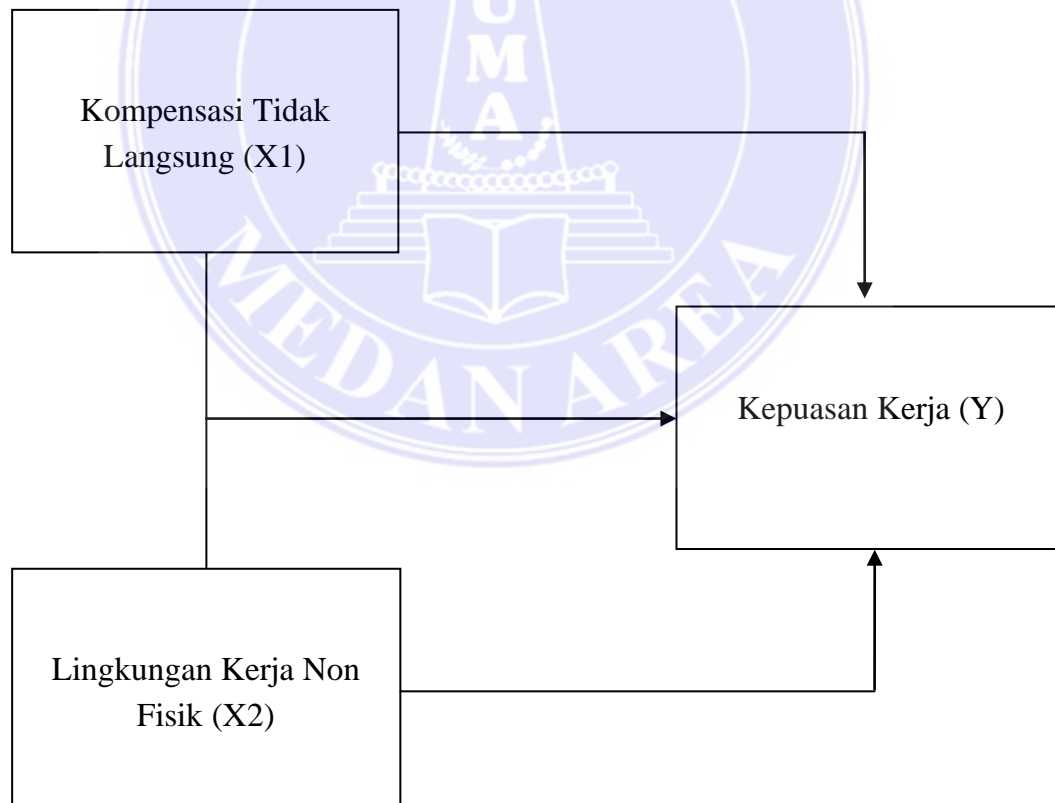 UMA
Kompensasi Tidak
Langsung (X1)
MEDAN AREA
Kepuasan Kerja (Y)
Lingkungan Kerja Non
Fisik (X2)